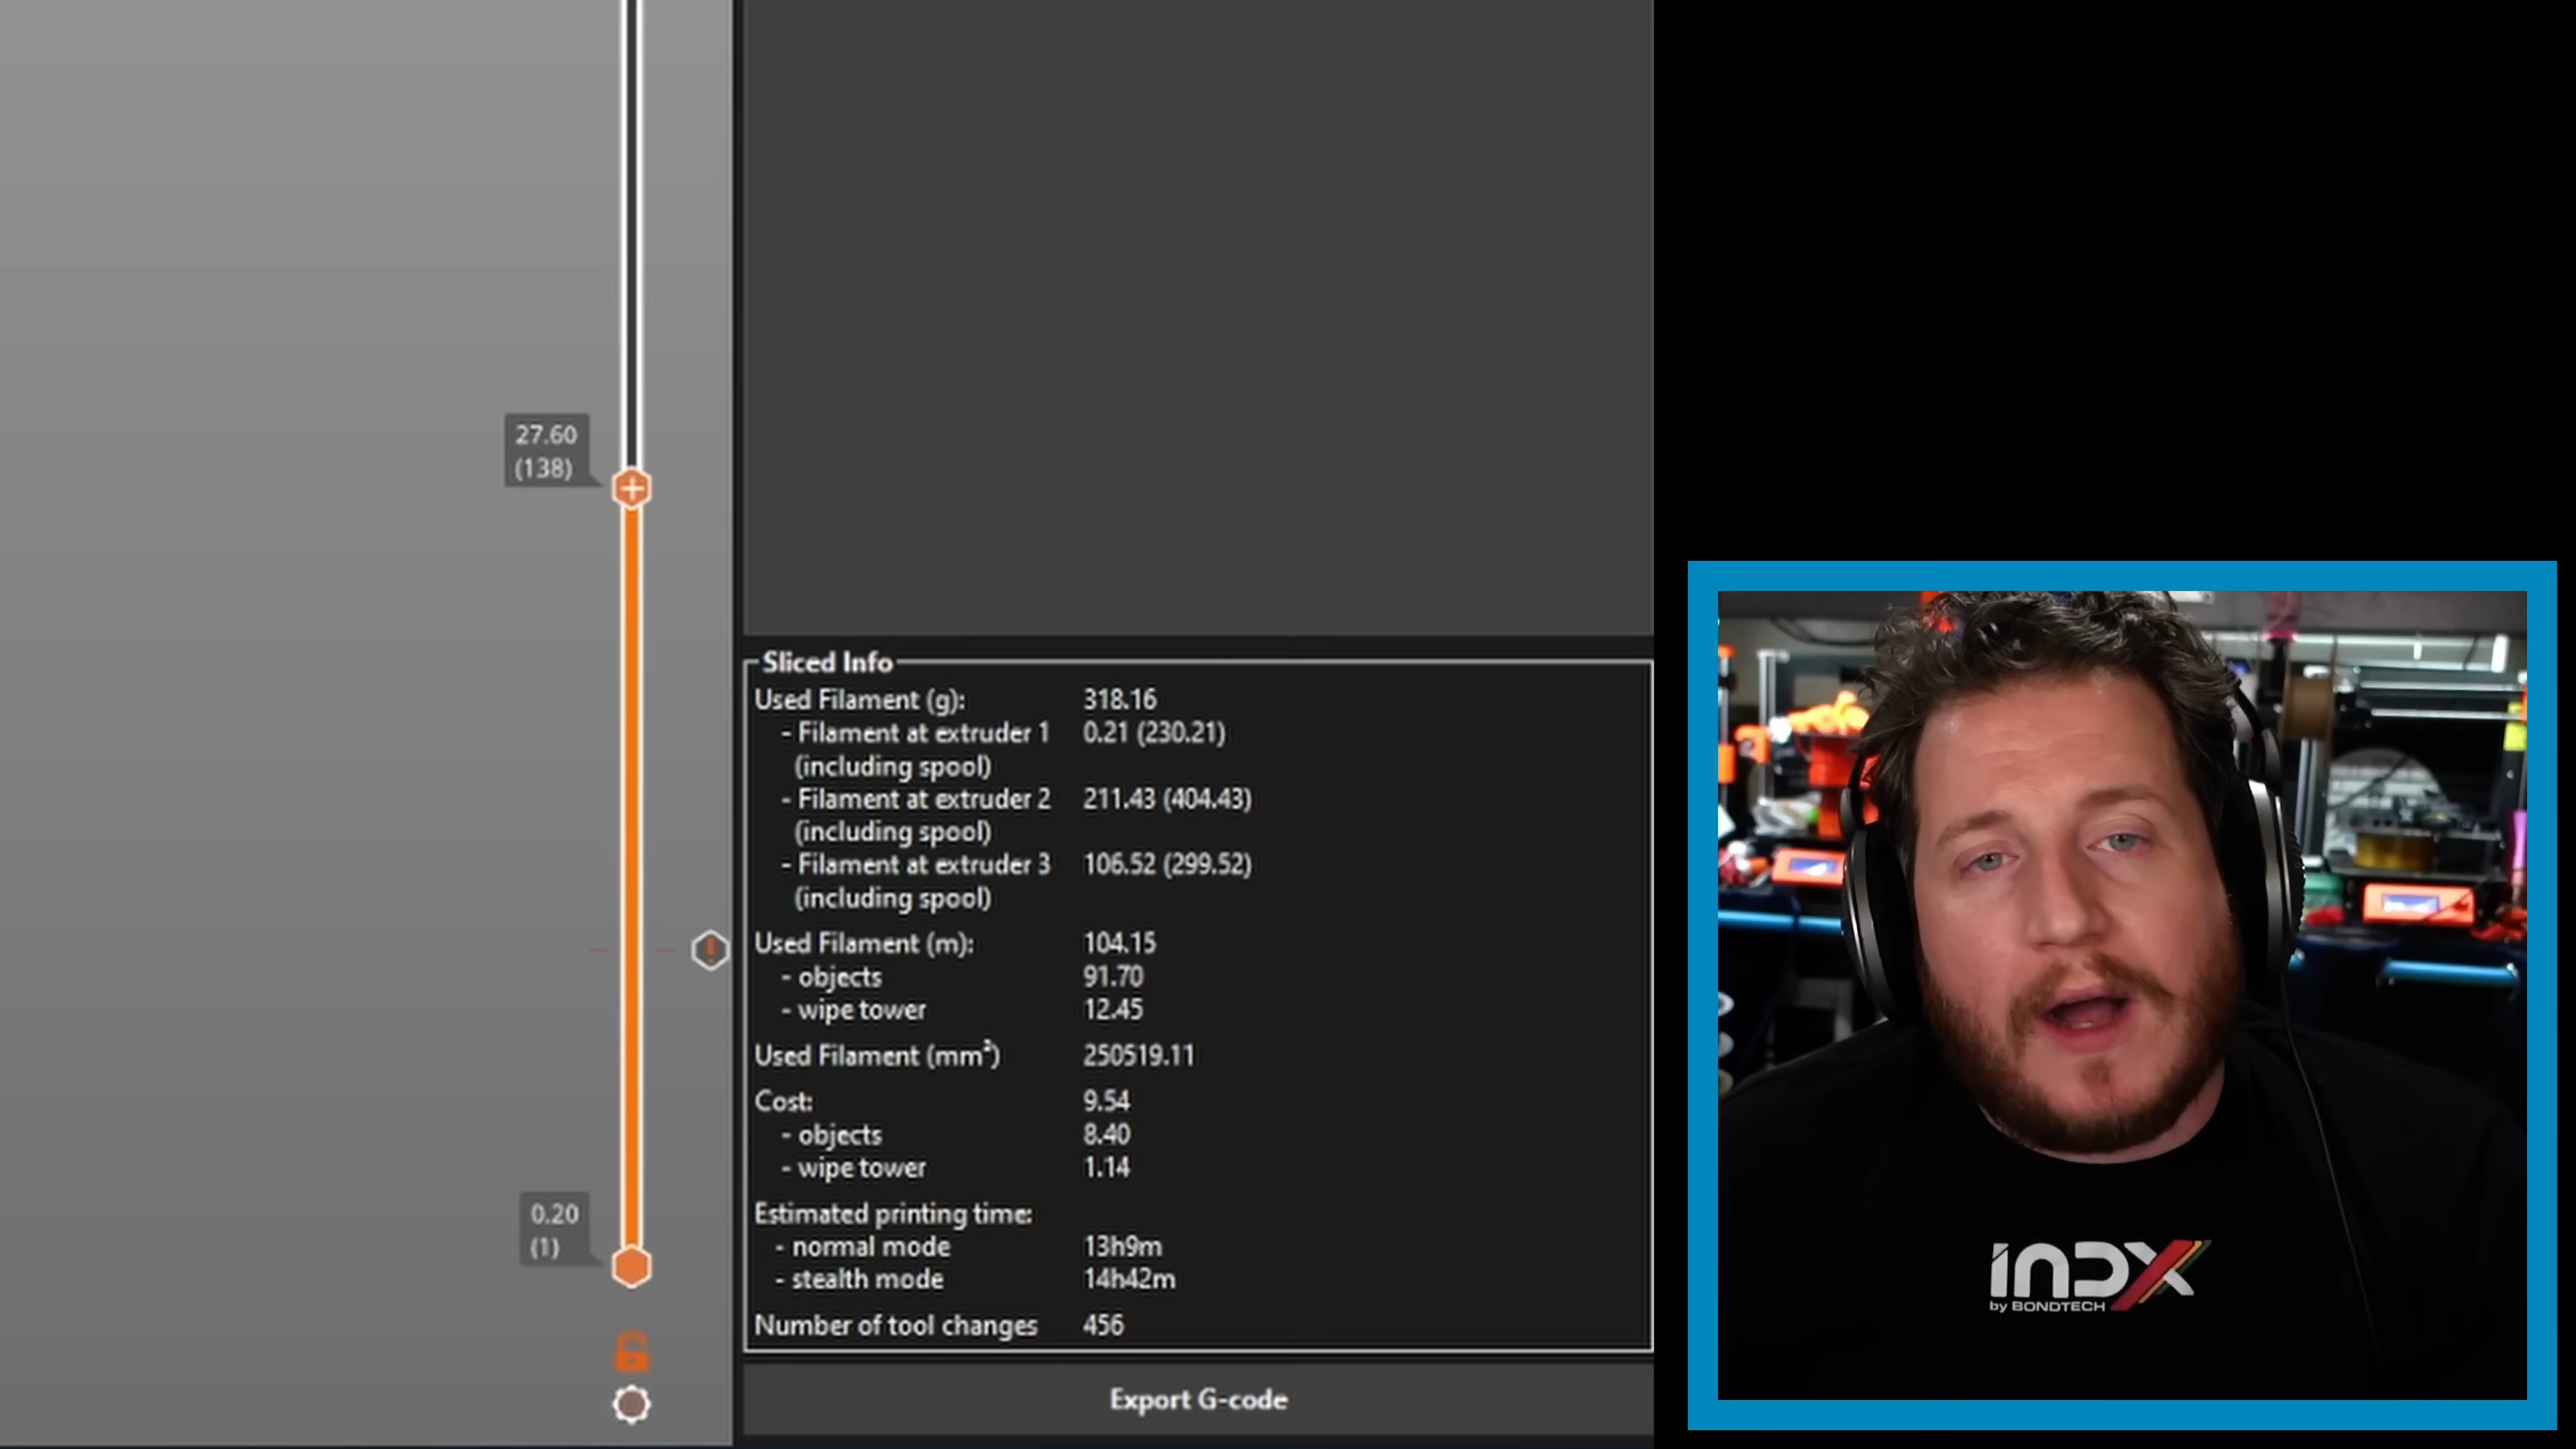 27.60
(138)
0.20
(1)
Sliced Info
Used Filament (g): 318.16
- Filament at extruder 1 0.21 (230.21)
(including spool)
- Filament at extruder 2 211.43 (404.43)
(including spool)
- Filament at extruder 3 106.52 (299.52)
(including spool)
Used Filament (m): 104.15
- objects 91.70
- wipe tower 12.45
Used Filament (mm³) 250519.11
Cost: 9.54
- objects 8.40
- wipe tower 1.14
Estimated printing time:
- normal mode 13h9m
- stealth mode 14h42m
Number of tool changes 456
Export G-code
INDX
by BONDTECH